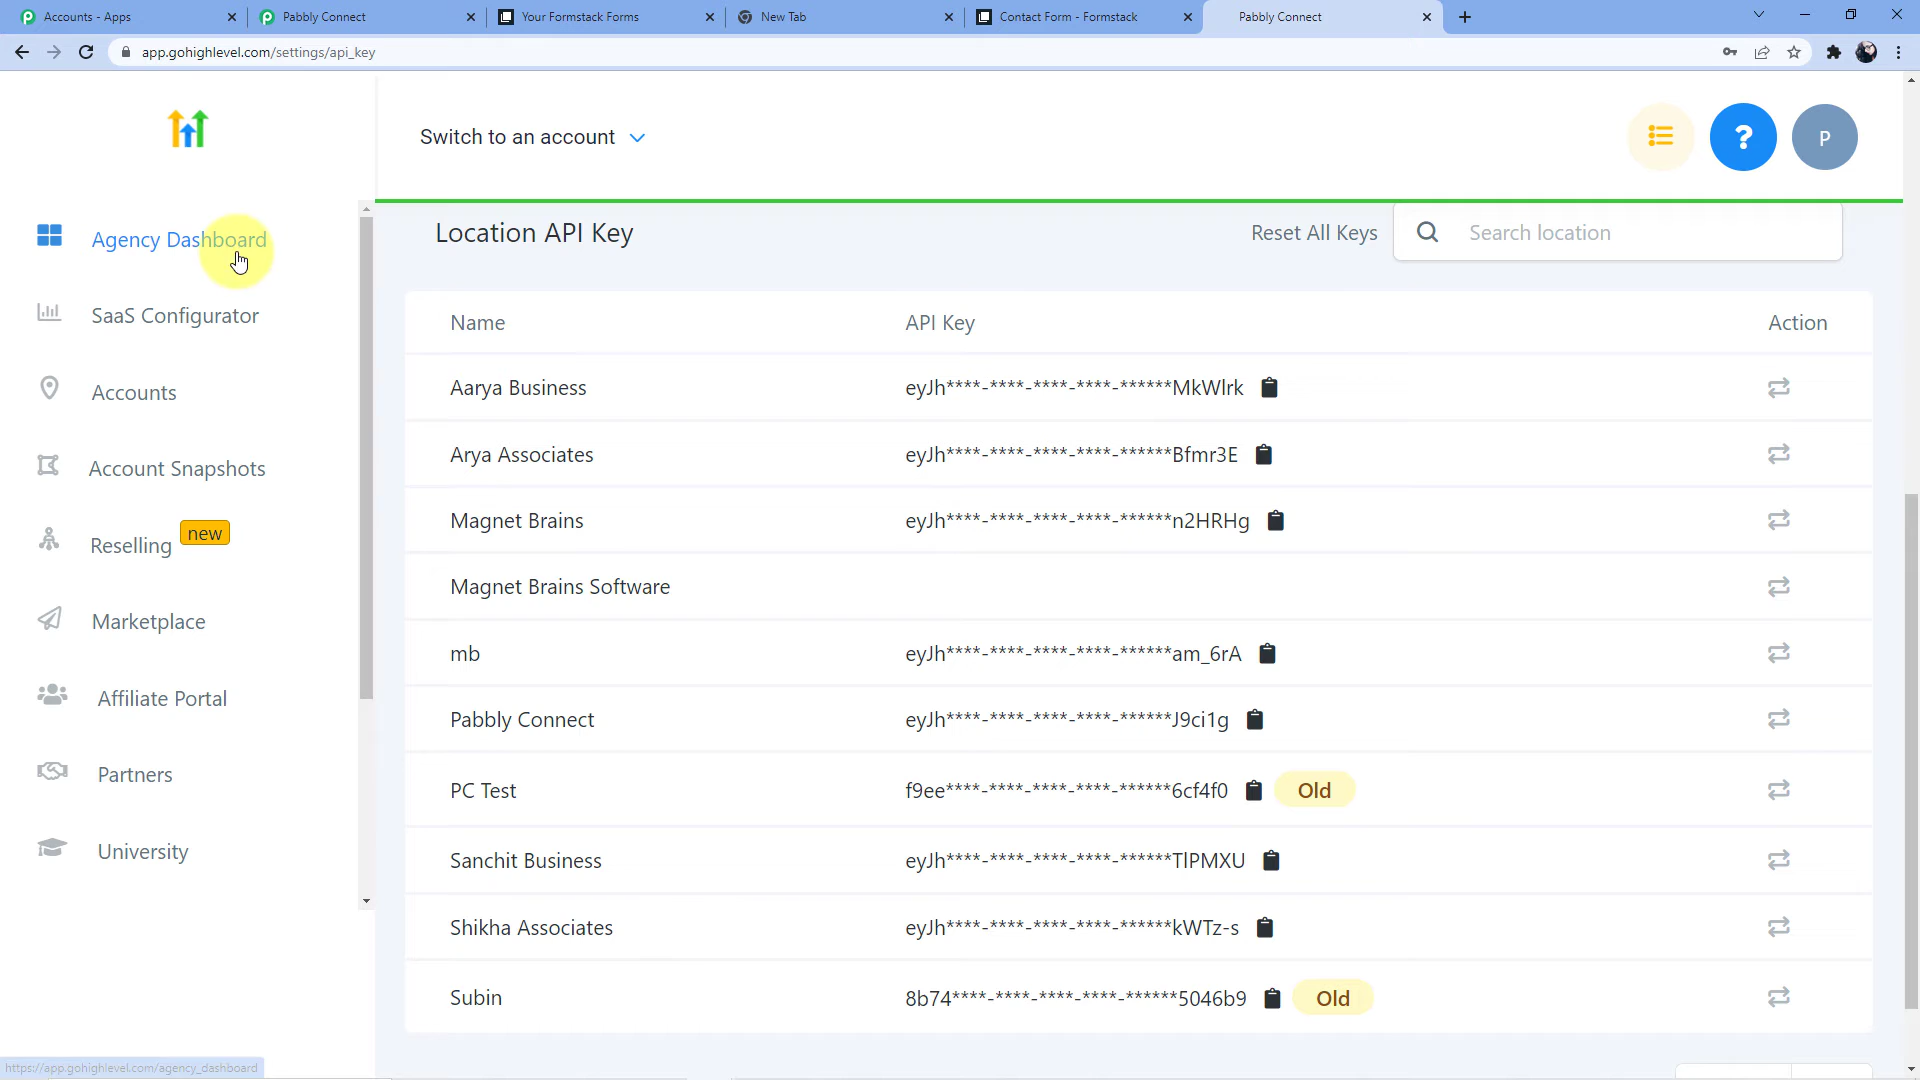 Accounts - Apps
Pabbly Connect
Your Formstack Forms
New Tab
Contact Form - Formstack
Pabbly Connect
app.gohighlevel.com/settings/api_key
Switch to an account
?
P
Agency Dashboard
SaaS Configurator
Accounts
Account Snapshots
Reselling new
Marketplace
Affiliate Portal
Partners
University
Location API Key
Reset All Keys
Search location
Name API Key Action
Aarya Business eyJh****-****-****-****-******MkWlrk
Arya Associates eyJh****-****-****-****-******Bfmr3E
Magnet Brains eyJh****-****-****-****-******n2HRHg
Magnet Brains Software
mb eyJh****-****-****-****-******am_6rA
Pabbly Connect eyJh****-****-****-****-******J9ci1g
PC Test f9ee****-****-****-****-******6cf4f0 Old
Sanchit Business eyJh****-****-****-****-******TlPMXU
Shikha Associates eyJh****-****-****-****-******kWTz-s
Subin 8b74****-****-****-****-******5046b9 Old
https://app.gohighlevel.com/agency_dashboard